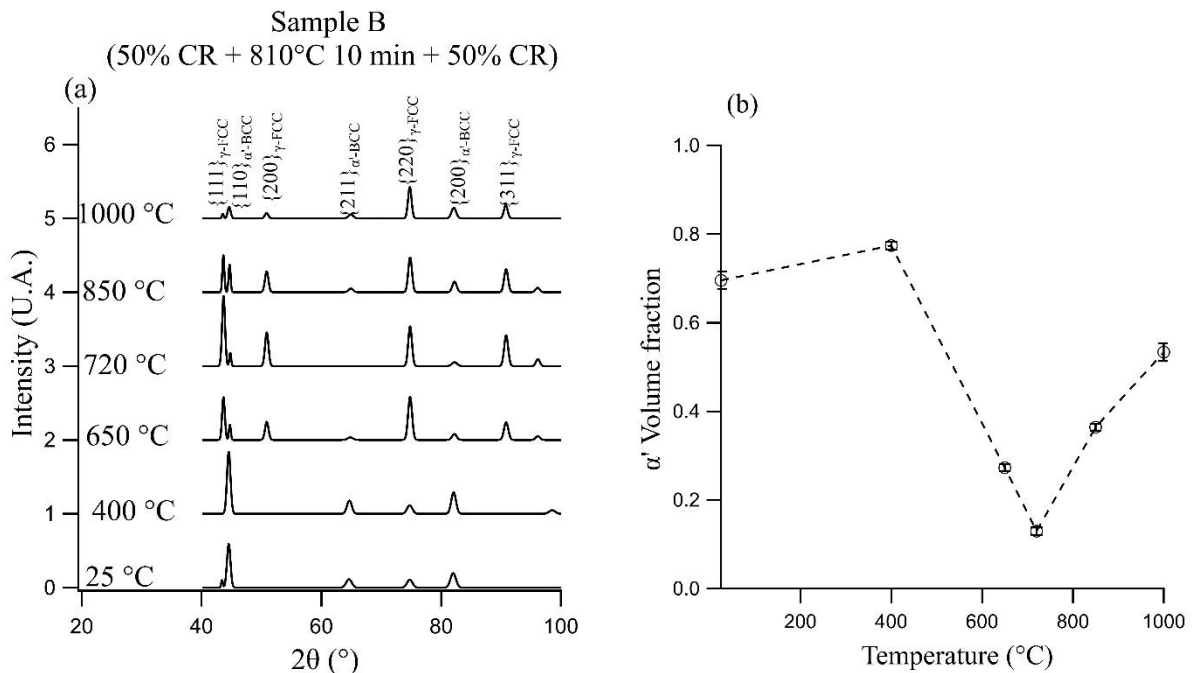 Sample B
(50% CR + 810°C 10 min + 50% CR)
(a)
{111}γ-FCC
{110}α'-BCC
{200}γ-FCC
{211}α'-BCC
{220}γ-FCC
{200}α'-BCC
{311}γ-FCC
6
5
4
3
2
1
0
1000 °C
850 °C
720 °C
650 °C
400 °C
25 °C
Intensity (U.A.)
20
40
60
80
100
2θ (°)
(b)
1.0
0.8
0.6
0.4
0.2
0.0
α' Volume fraction
200
400
600
800
1000
Temperature (°C)